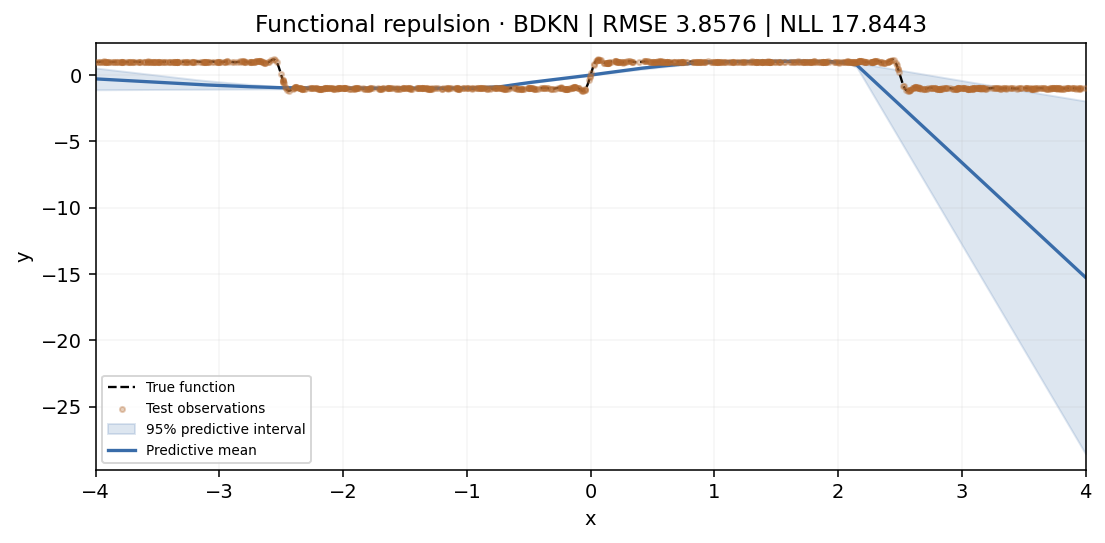 Functional repulsion · BDKN | RMSE 3.8576 | NLL 17.8443
0
−5
−10
−15
−20
−25
y
True function
Test observations
95% predictive interval
Predictive mean
−4 −3 −2 −1 0 1 2 3 4
x